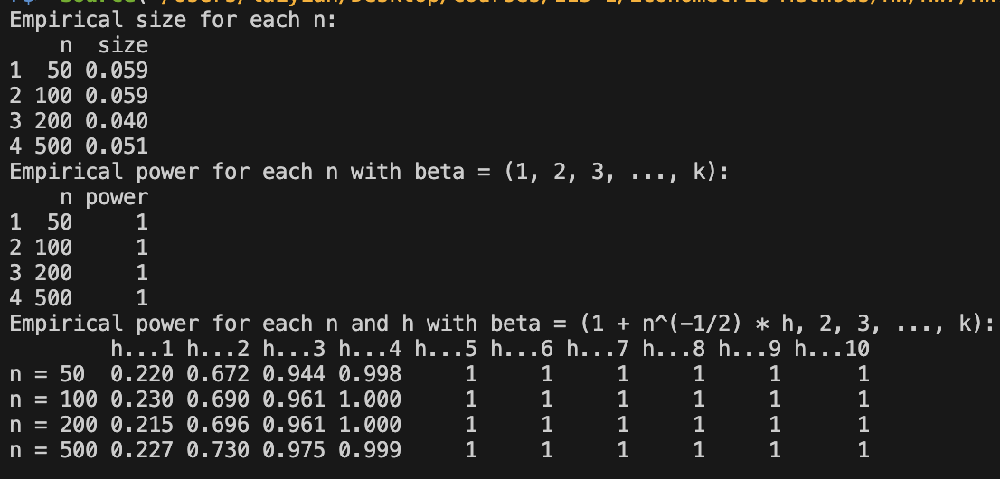 Empirical size for each n:
n size
1 50 0.059
2 100 0.059
3 200 0.040
4 500 0.051
Empirical power for each n with beta = (1, 2, 3, ..., k):
n power
1 50 1
2 100 1
3 200 1
4 500 1
Empirical power for each n and h with beta = (1 + n^(-1/2) * h, 2, 3, ..., k):
h...1 h...2 h...3 h...4 h...5 h...6 h...7 h...8 h...9 h...10
n = 50 0.220 0.672 0.944 0.998 1 1 1 1 1 1
n = 100 0.230 0.690 0.961 1.000 1 1 1 1 1 1
n = 200 0.215 0.696 0.961 1.000 1 1 1 1 1 1
n = 500 0.227 0.730 0.975 0.999 1 1 1 1 1 1